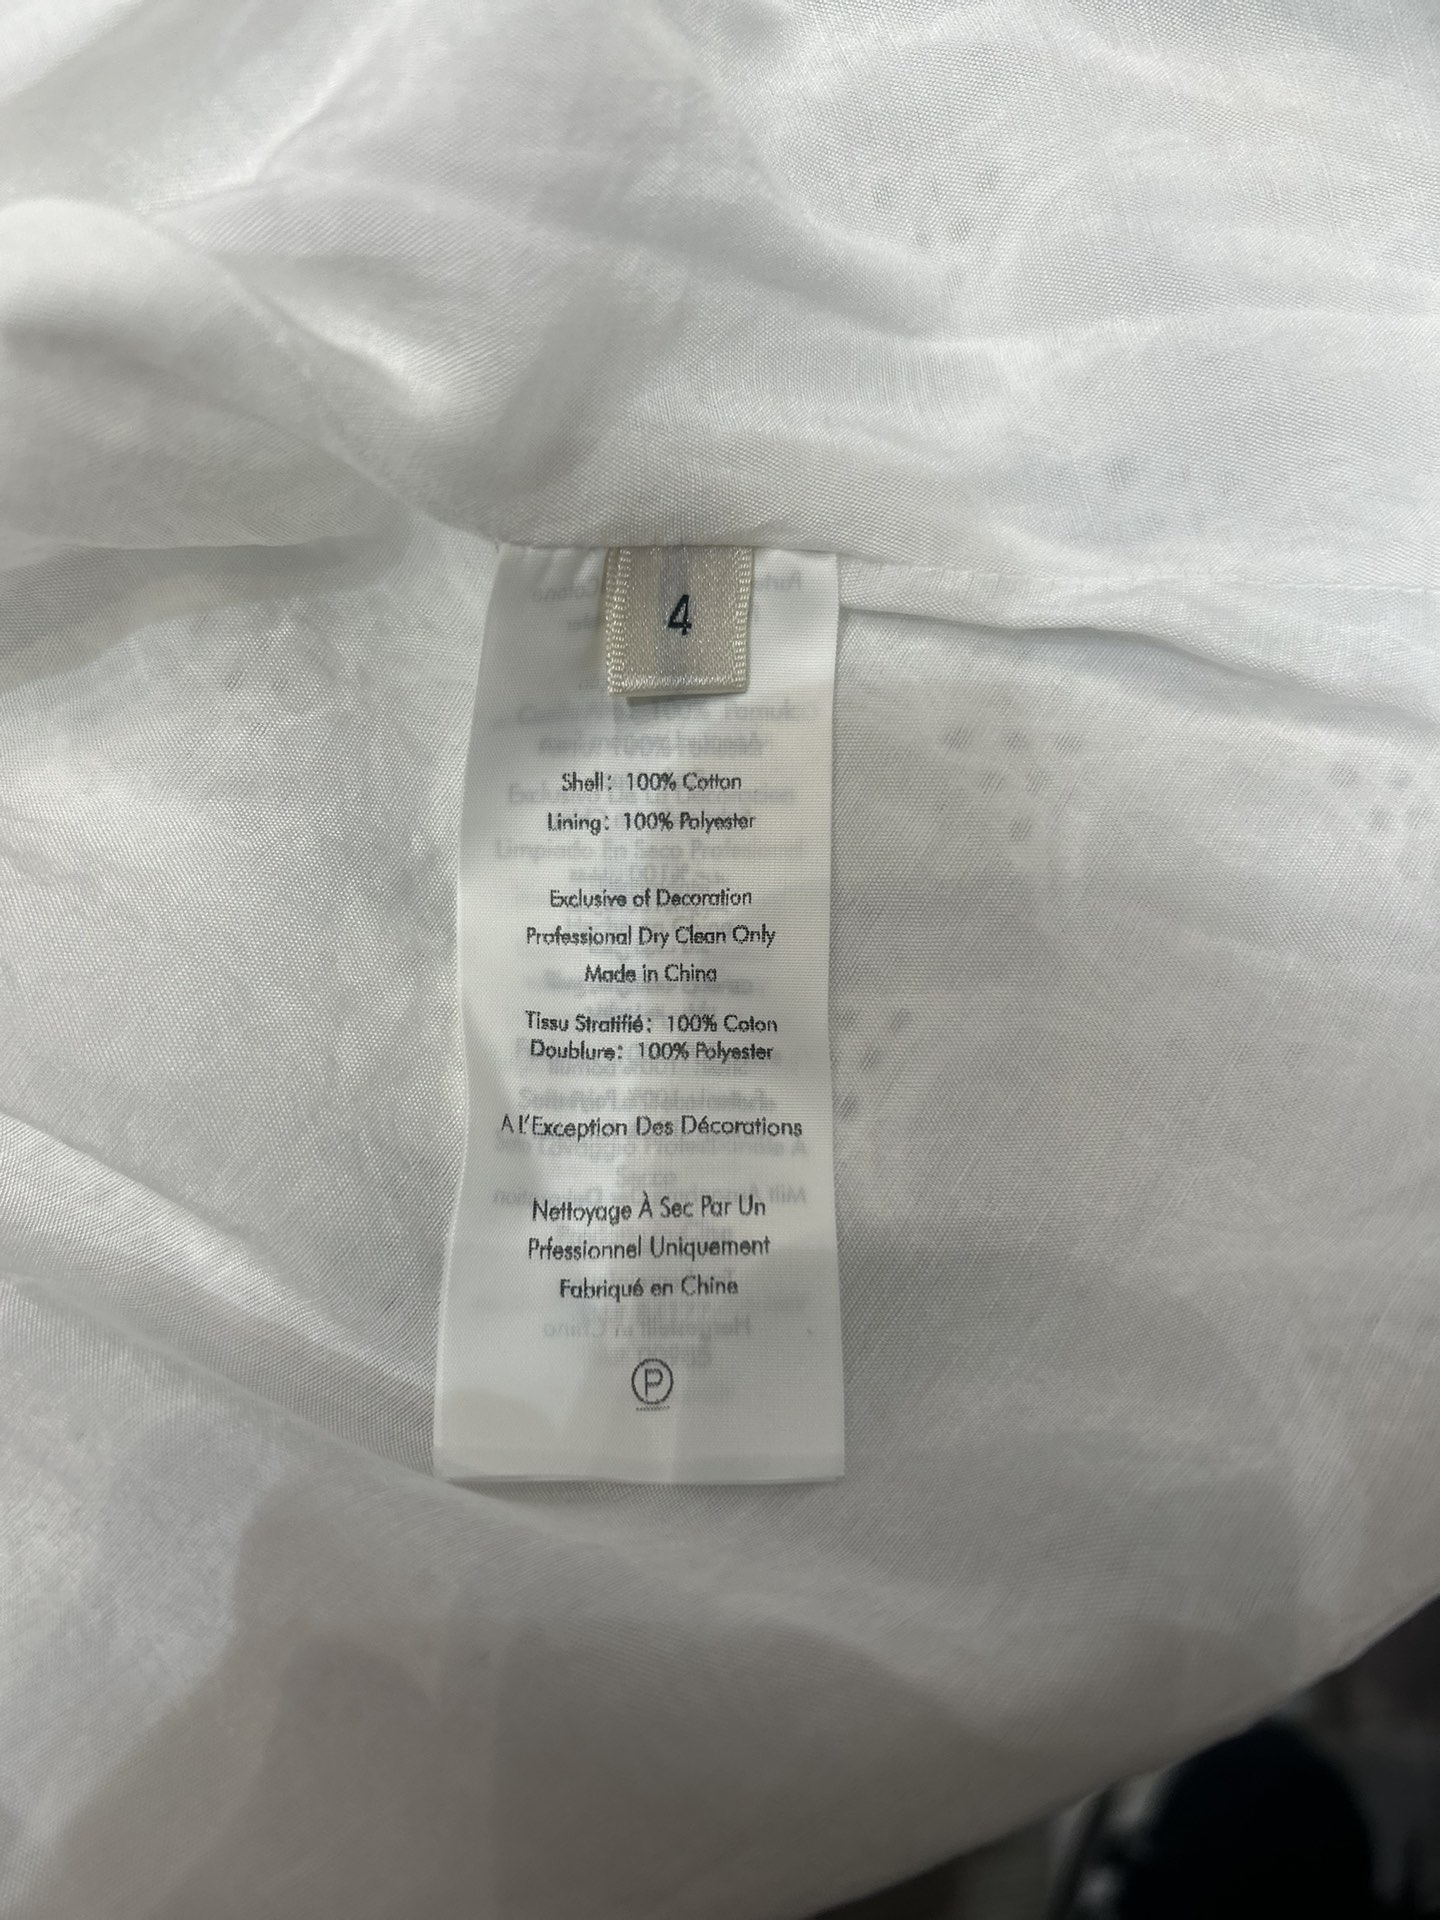 4
Shell: 100% Cotton
Lining: 100% Polyester
Exclusive of Decoration
Professional Dry Clean Only
Made in China
Tissu Stratifié: 100% Coton
Doublure: 100% Polyester
A l'Exception Des Décorations
Nettoyage À Sec Par Un
Prfessionnel Uniquement
Fabriqué en Chine
P